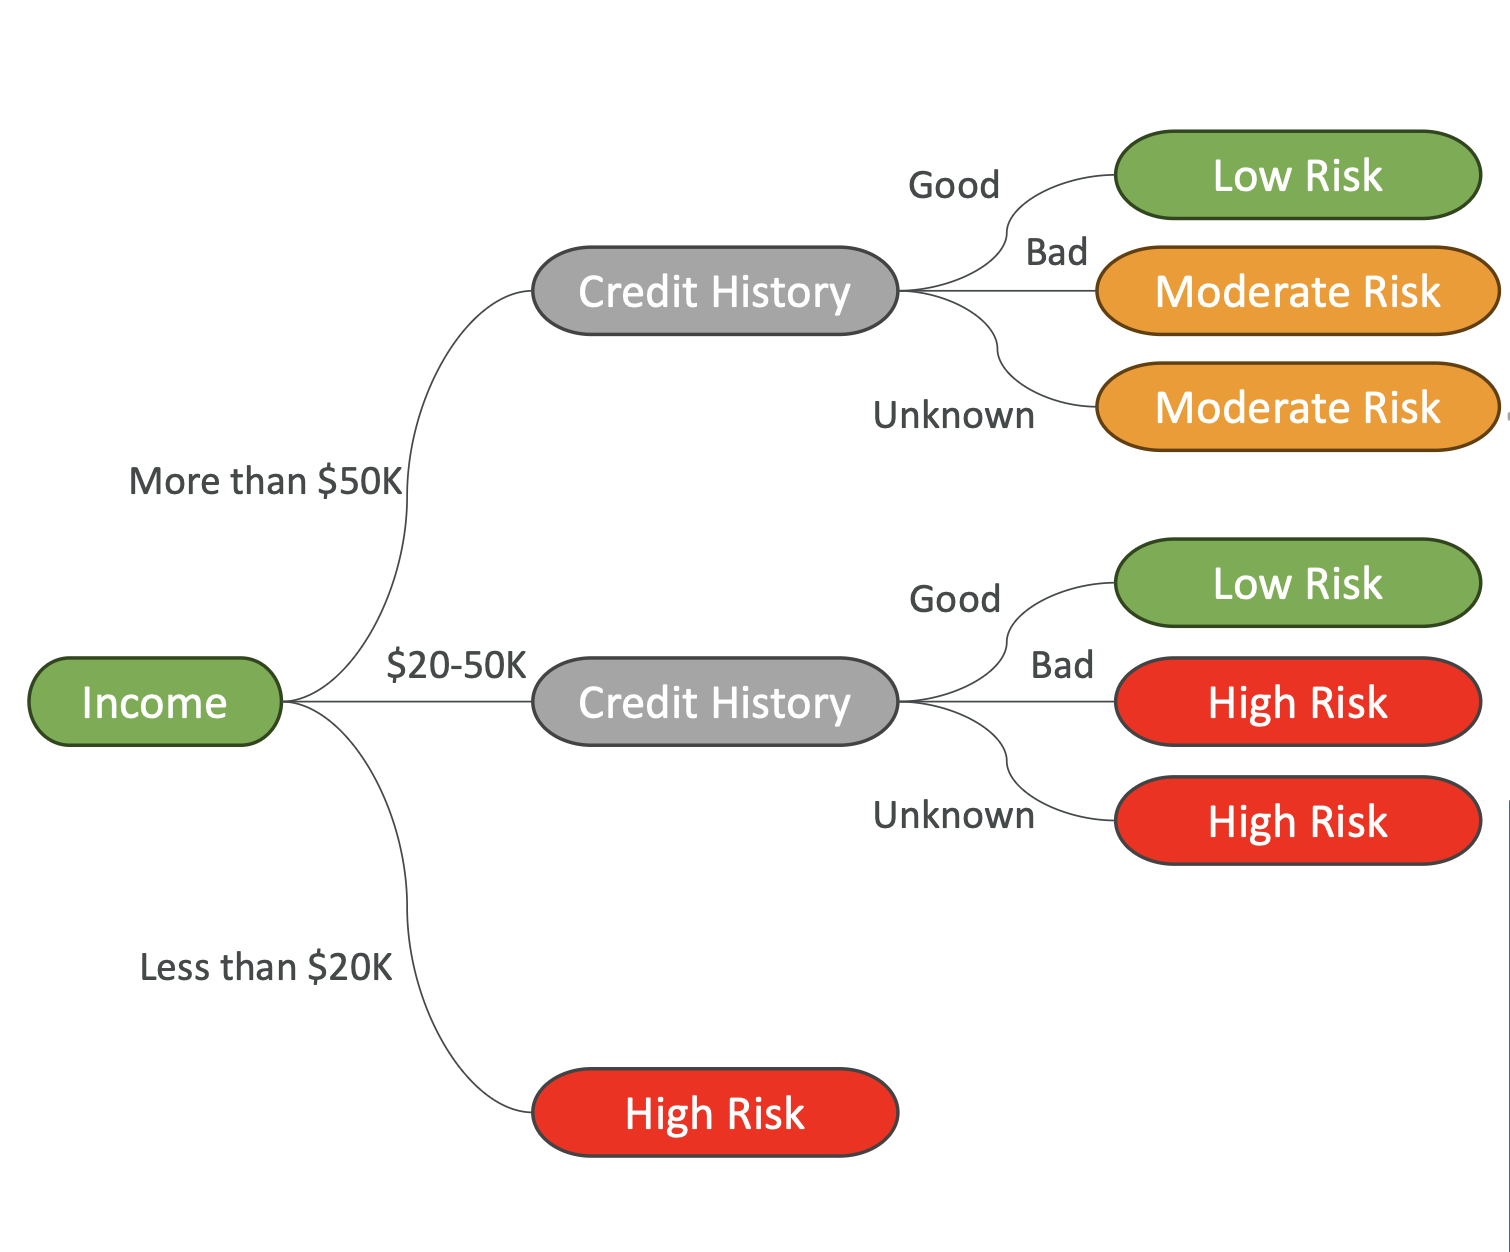 Good
Low Risk
Bad
Credit History
Moderate Risk
Unknown
Moderate Risk
More than $50K
Good
Low Risk
Income
$20-50K
Credit History
Bad
High Risk
Unknown
High Risk
Less than $20K
High Risk